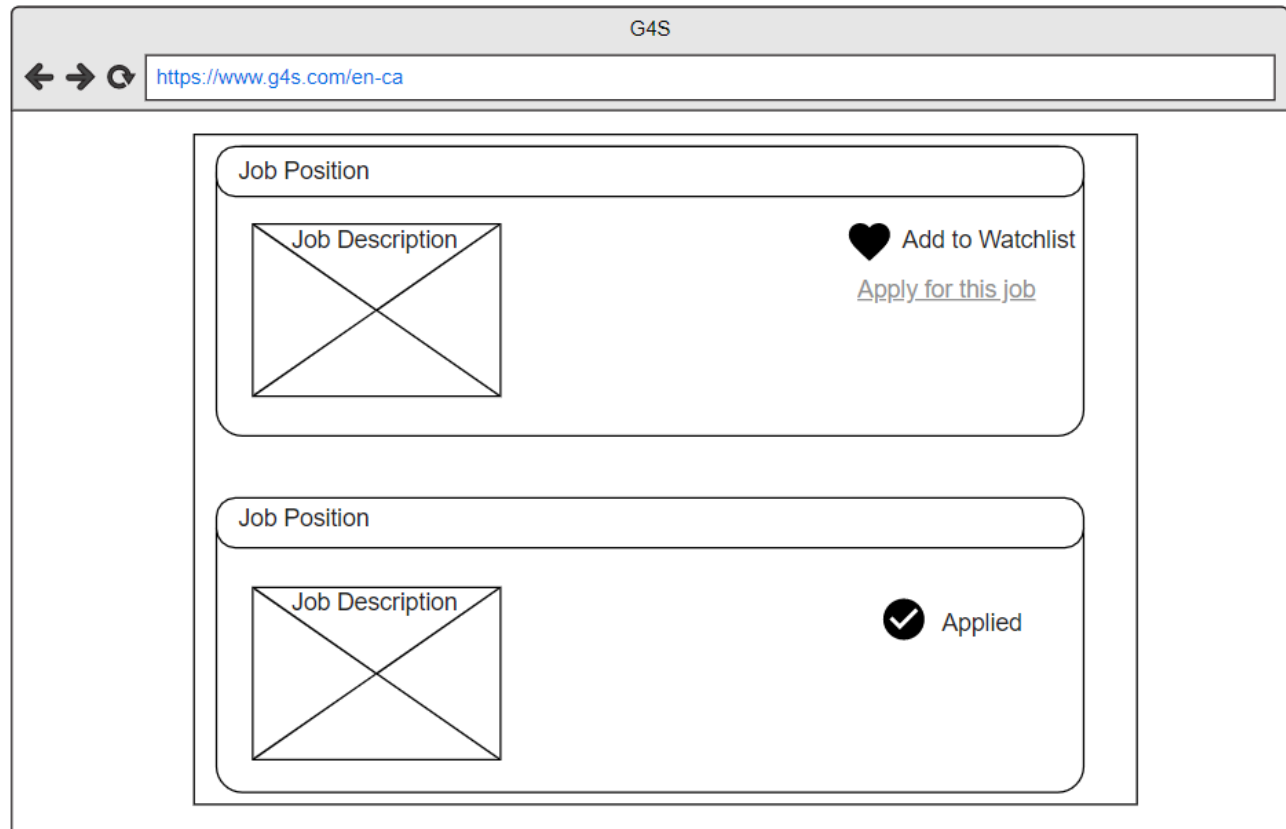 G4S
https://www.g4s.com/en-ca
Job Position
Job Description
Add to Watchlist
Apply for this job
Job Position
Job Description
Applied